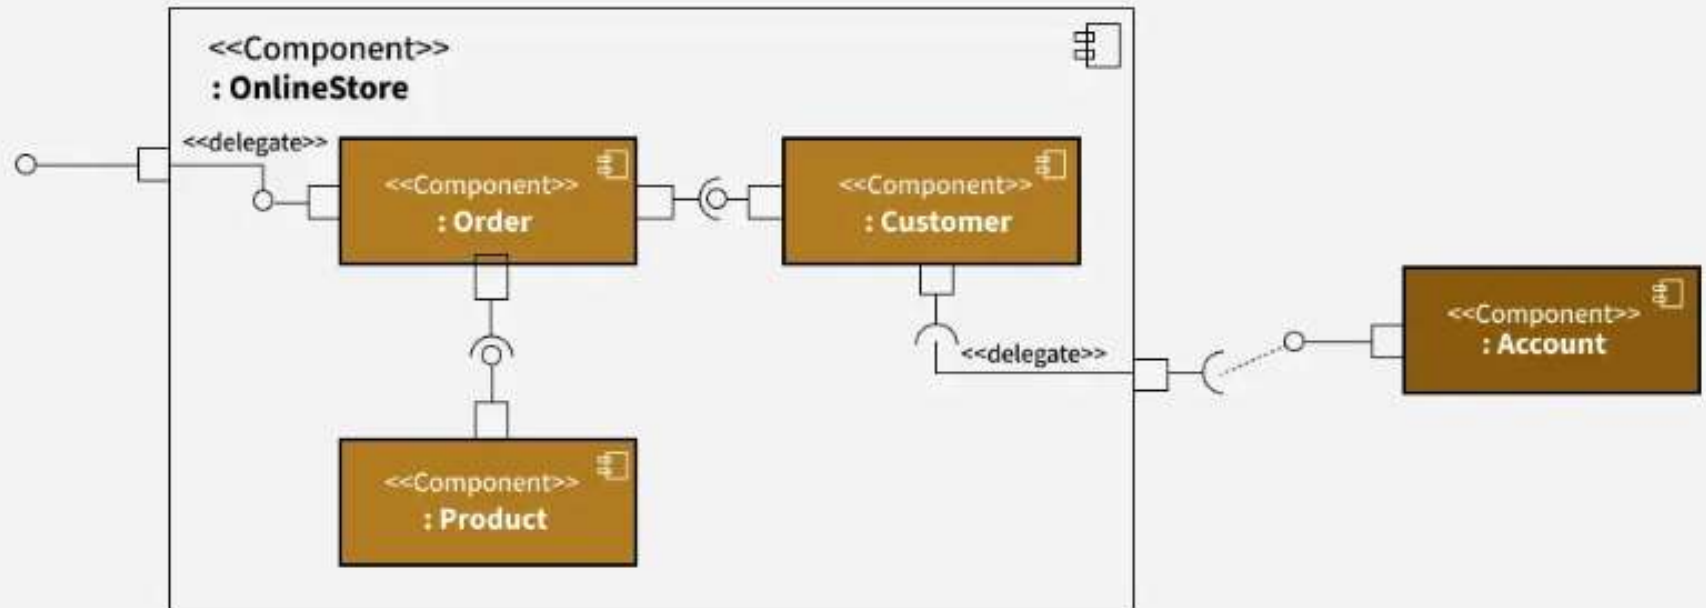 <<Component>>
: OnlineStore
<<delegate>>
<<Component>>
: Order
<<Component>>
: Customer
<<Component>>
: Account
<<delegate>>
<<Component>>
: Product